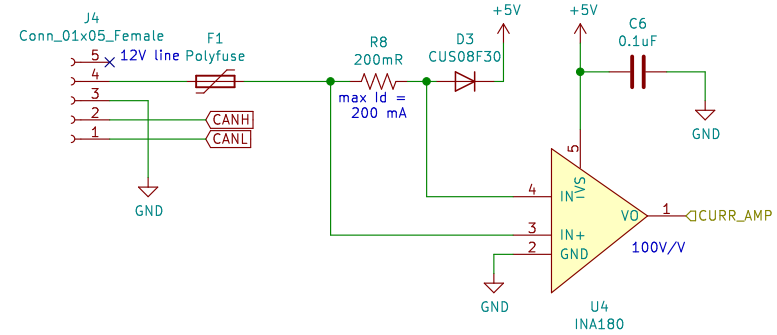 J4
Conn_01x05_Female
5
12V line
4
3
2
1
CANH
CANL
GND
F1
Polyfuse
R8
200mR
max Id =
200 mA
D3
CUS08F30
+5V
+5V
C6
0.1uF
GND
5
VS
4
IN-
3
IN+
2
GND
VO
1
CURR_AMP
100V/V
GND
U4
INA180